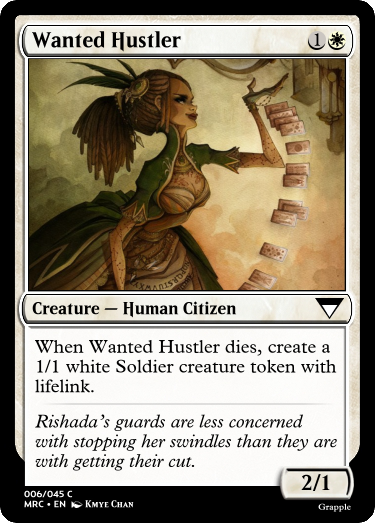 Wanted Hustler 1
Creature — Human Citizen
When Wanted Hustler dies, create a
1/1 white Soldier creature token with
lifelink.
Rishada's guards are less concerned
with stopping her swindles than they are
with getting their cut.
2/1
006/045 C
MRC • EN Kmye Chan
Grapple